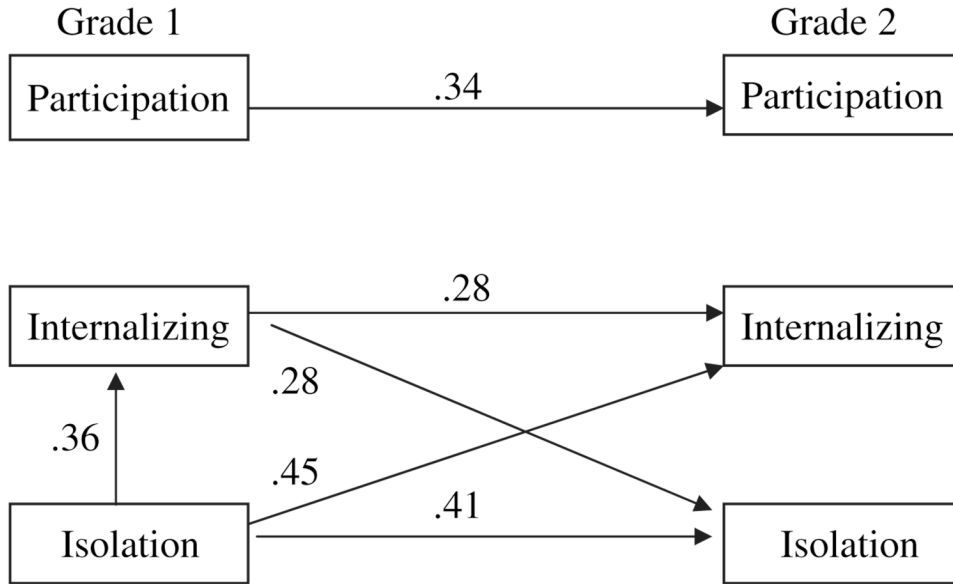 Grade 1
Grade 2
Participation
.34
Participation
Internalizing
.28
Internalizing
.28
.36
.45
.41
Isolation
Isolation